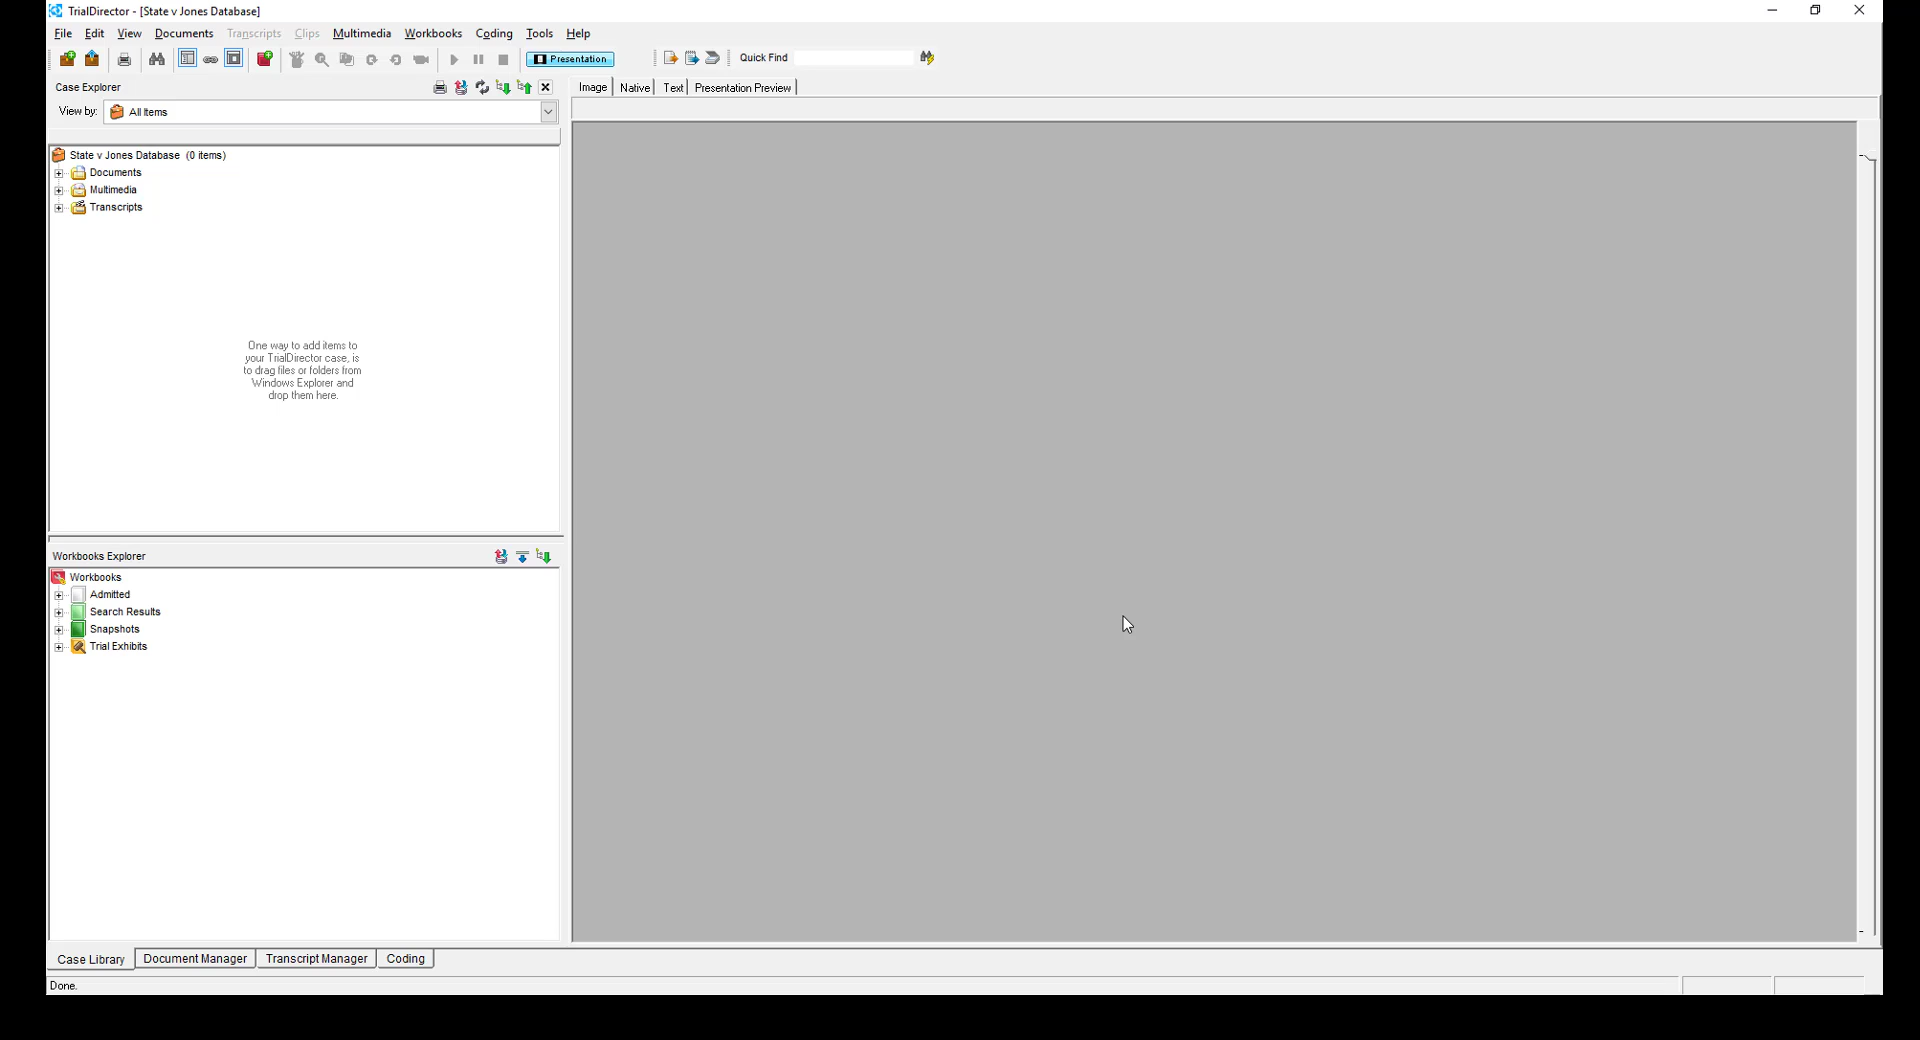 TrialDirector - [State v Jones Database]
File Edit View Documents Transcripts Clips Multimedia Workbooks Coding Tools Help
Presentation Quick Find
Case Explorer
Image Native Text Presentation Preview
View by: All Items
State v Jones Database (0 items)
Documents
Multimedia
Transcripts
One way to add items to
your TrialDirector case, is
to drag files or folders from
Windows Explorer and
drop them here.
Workbooks Explorer
Workbooks
Admitted
Search Results
Snapshots
Trial Exhibits
Case Library Document Manager Transcript Manager Coding
Done.